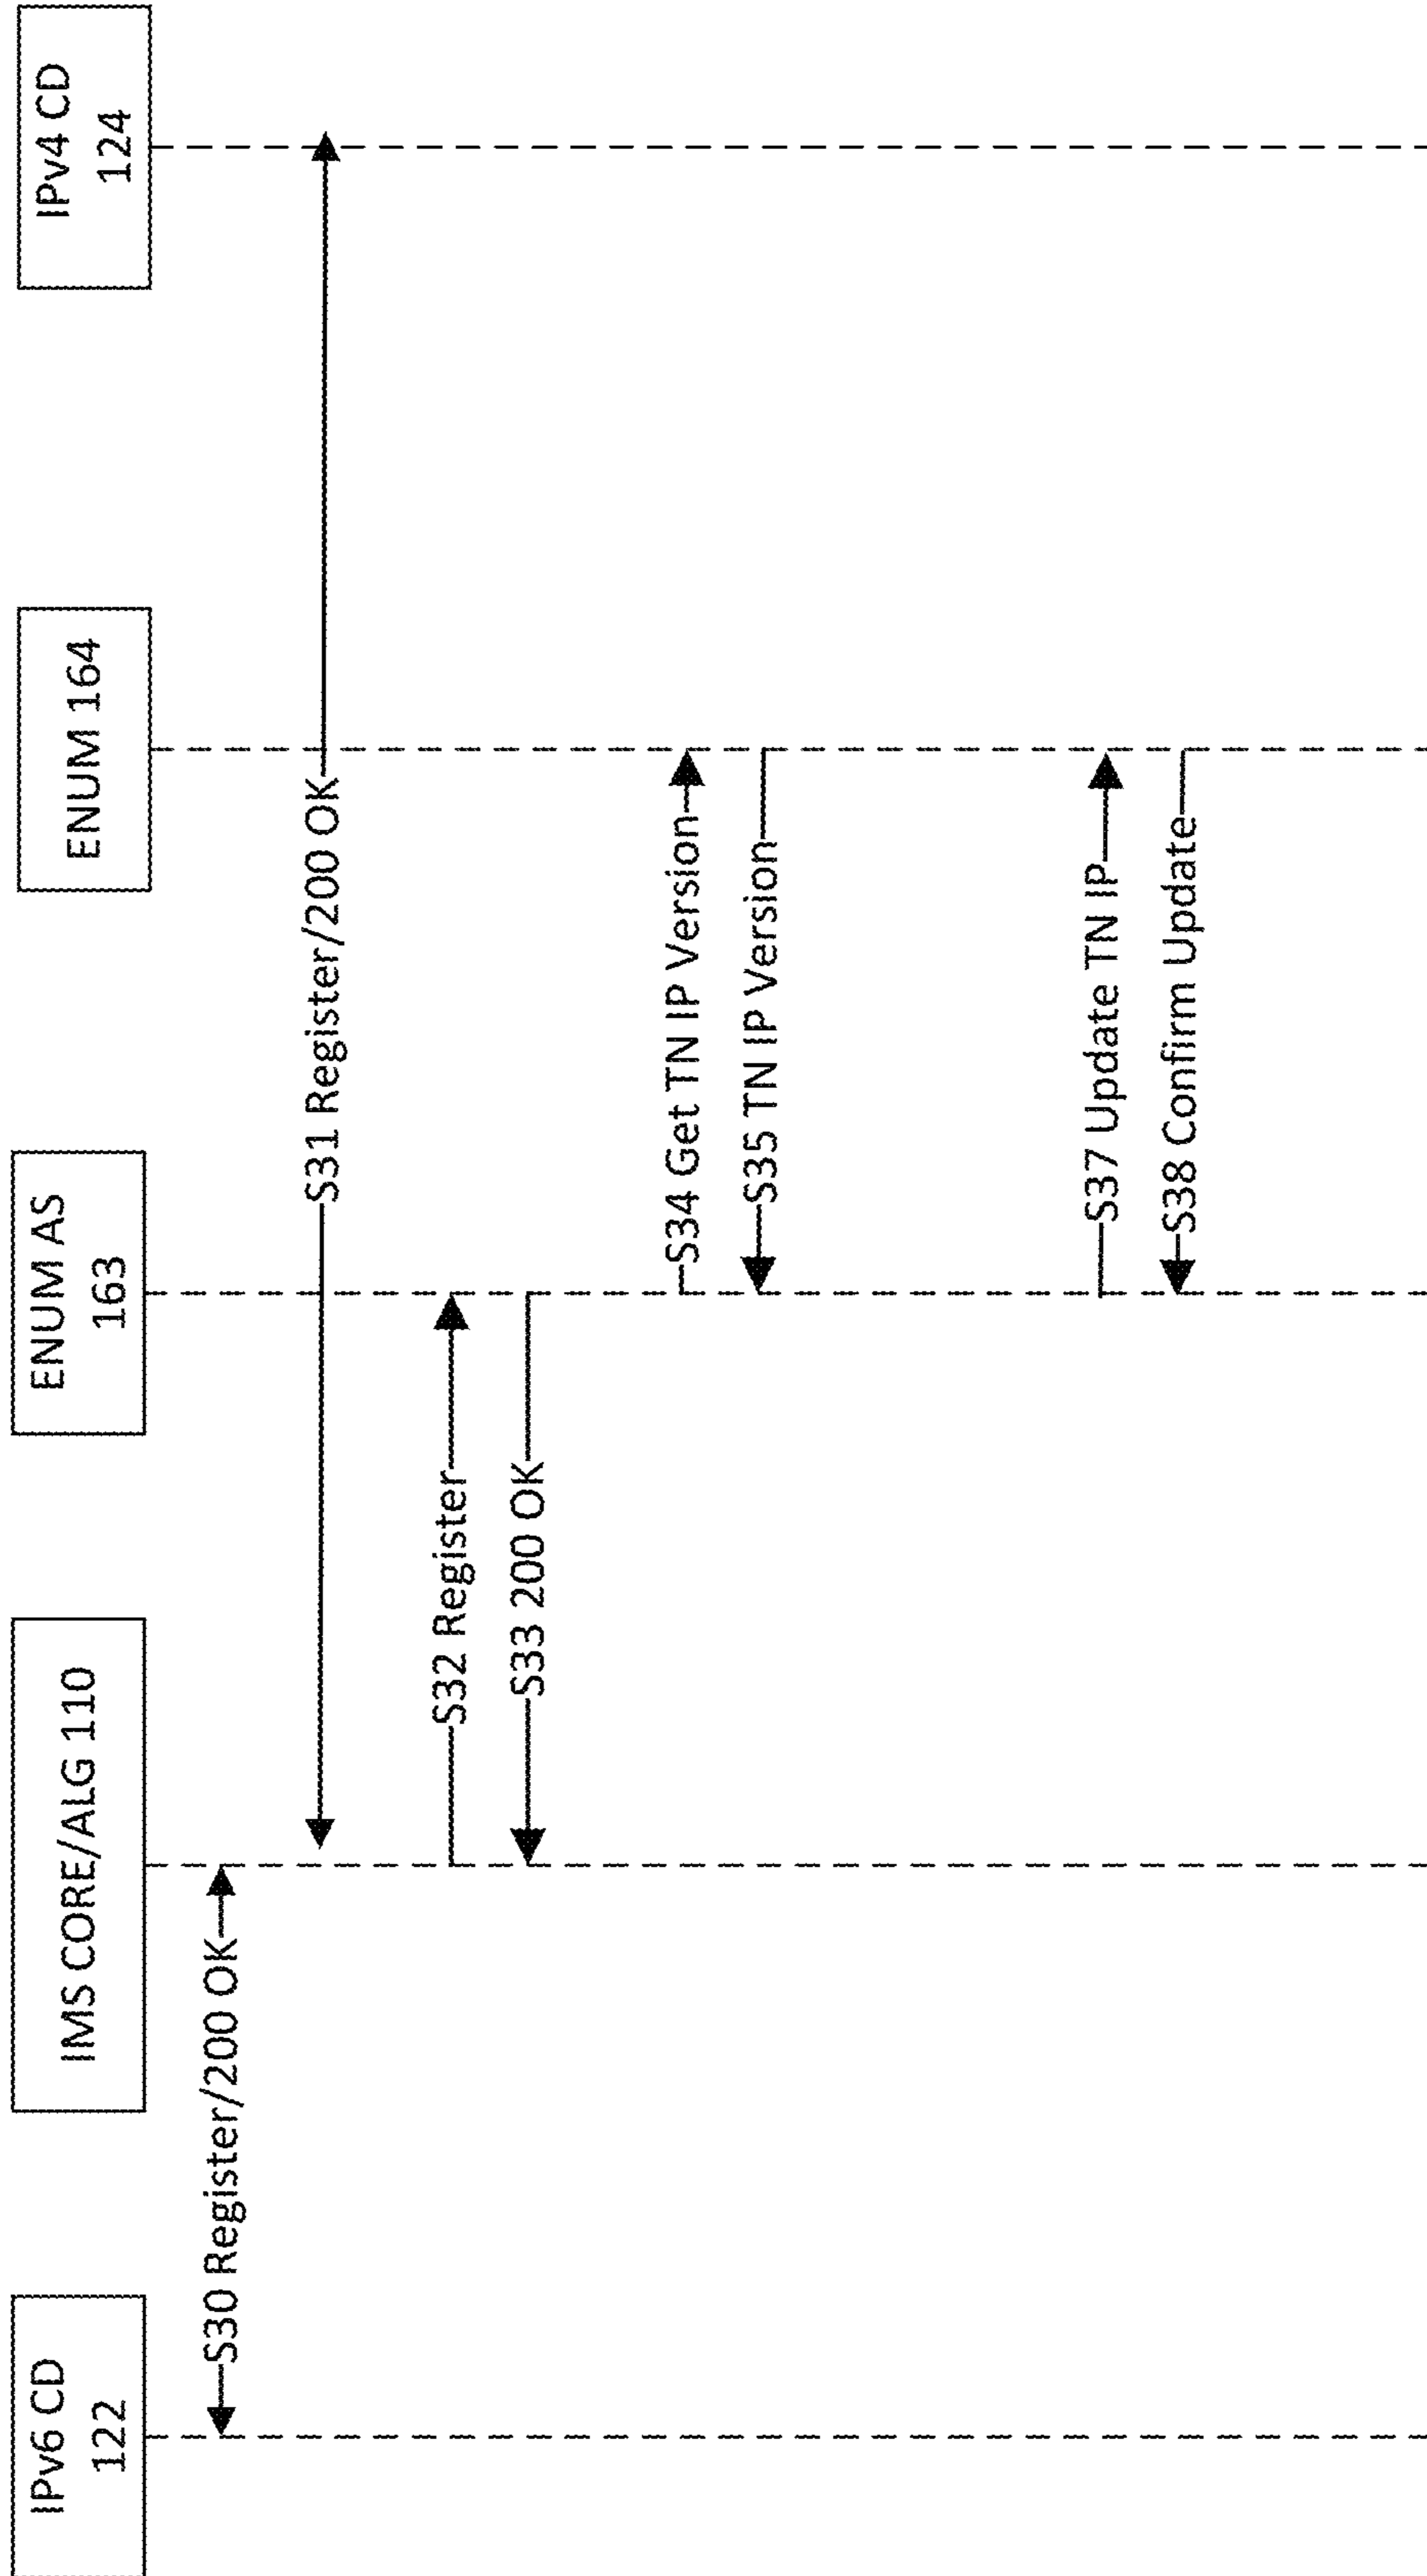 IPv6 CD
122
IMS CORE/ALG 110
ENUM AS
163
ENUM 164
IPv4 CD
124
S30 Register/200 OK
S31 Register/200 OK
S32 Register
S33 200 OK
S34 Get TN IP Version
S35 TN IP Version
S37 Update TN IP
S38 Confirm Update